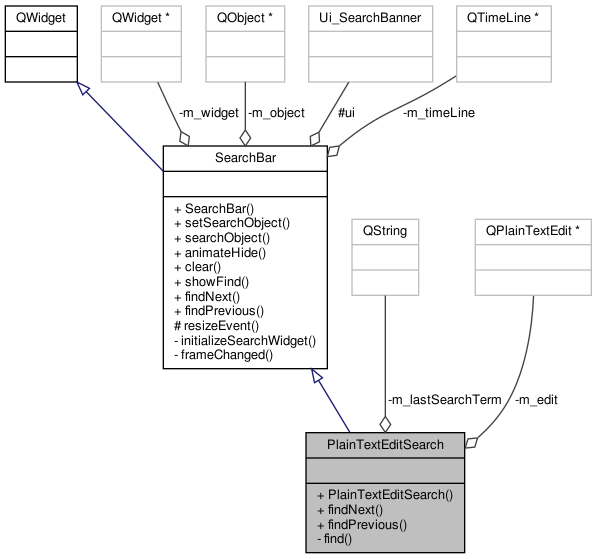 QWidget
QWidget *
QObject *
Ui_SearchBanner
QTimeLine *
-m_widget
-m_object
#ui
-m_timeLine
SearchBar
+ SearchBar()
+ setSearchObject()
+ searchObject()
+ animateHide()
+ clear()
+ showFind()
+ findNext()
+ findPrevious()
# resizeEvent()
- initializeSearchWidget()
- frameChanged()
QString
QPlainTextEdit *
-m_lastSearchTerm
-m_edit
PlainTextEditSearch
+ PlainTextEditSearch()
+ findNext()
+ findPrevious()
- find()